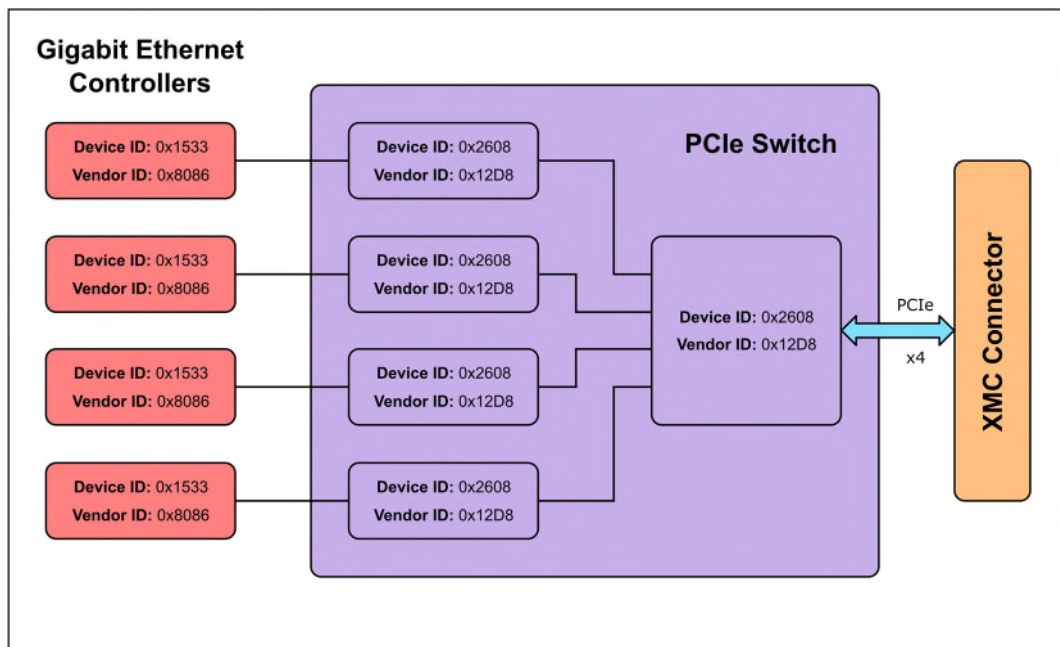 Gigabit Ethernet
Controllers
Device ID: 0x1533
Vendor ID: 0x8086
Device ID: 0x1533
Vendor ID: 0x8086
Device ID: 0x1533
Vendor ID: 0x8086
Device ID: 0x1533
Vendor ID: 0x8086
PCIe Switch
Device ID: 0x2608
Vendor ID: 0x12D8
Device ID: 0x2608
Vendor ID: 0x12D8
Device ID: 0x2608
Vendor ID: 0x12D8
Device ID: 0x2608
Vendor ID: 0x12D8
Device ID: 0x2608
Vendor ID: 0x12D8
PCIe
x4
XMC Connector